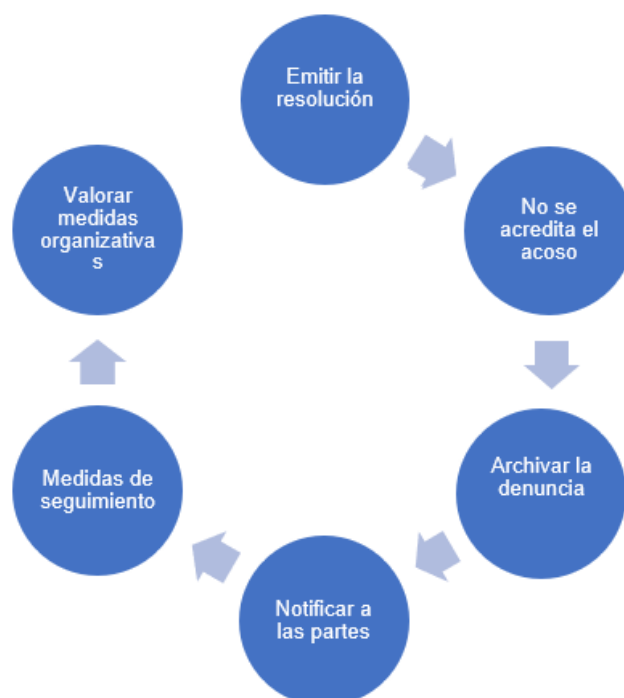 Emitir la
resolución
No se
acredita el
acoso
Archivar la
denuncia
Notificar a
las partes
Medidas de
seguimiento
Valorar
medidas
organizativa
s